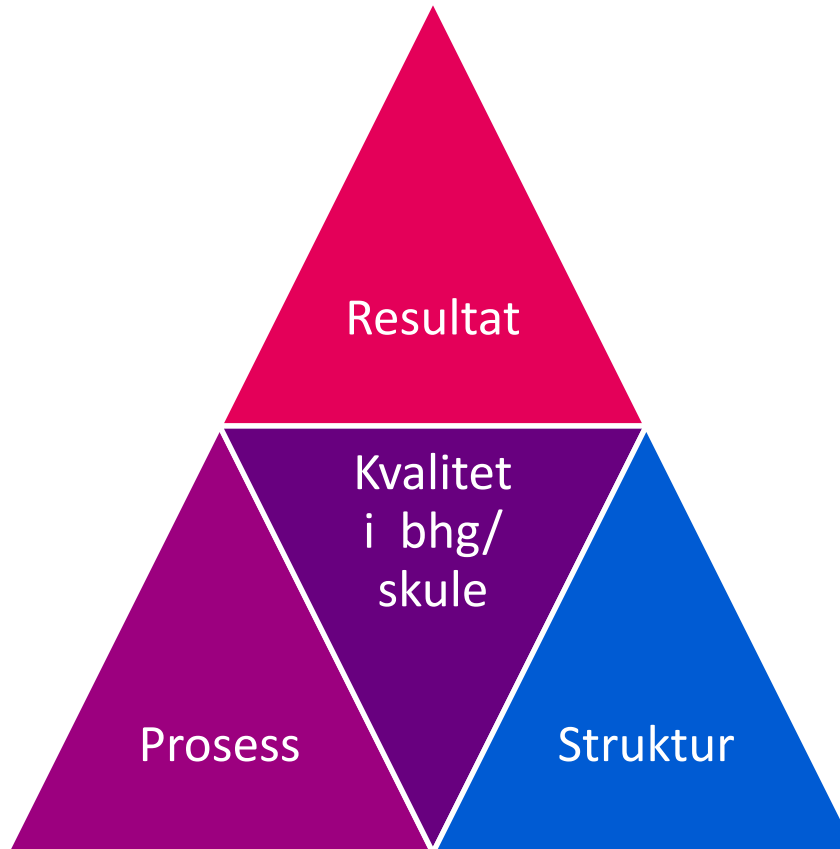 Resultat
Kvalitet
i bhg/
skule
Prosess
Struktur